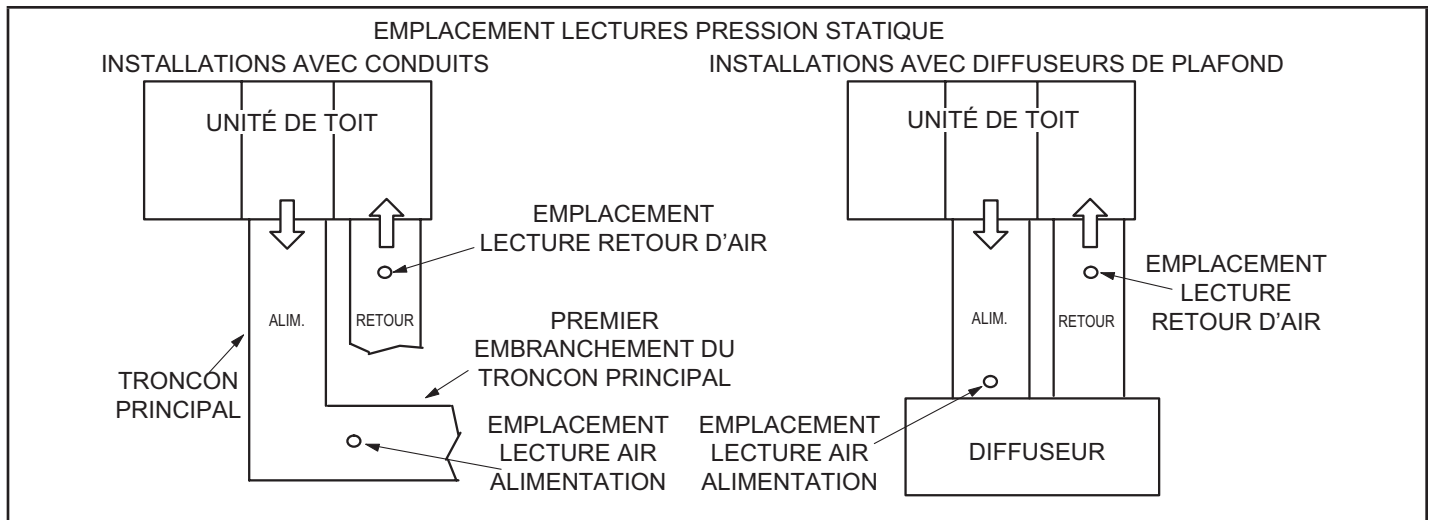 EMPLACEMENT LECTURES PRESSION STATIQUE
INSTALLATIONS AVEC CONDUITS
UNITÉ DE TOIT
EMPLACEMENT
LECTURE RETOUR D'AIR
ALIM.
RETOUR
PREMIER
EMBRANCHEMENT DU
TRONCON PRINCIPAL
TRONCON
PRINCIPAL
EMPLACEMENT
LECTURE AIR
ALIMENTATION
INSTALLATIONS AVEC DIFFUSEURS DE PLAFOND
UNITÉ DE TOIT
EMPLACEMENT
LECTURE
RETOUR D'AIR
ALIM.
RETOUR
EMPLACEMENT
LECTURE AIR
ALIMENTATION
DIFFUSEUR